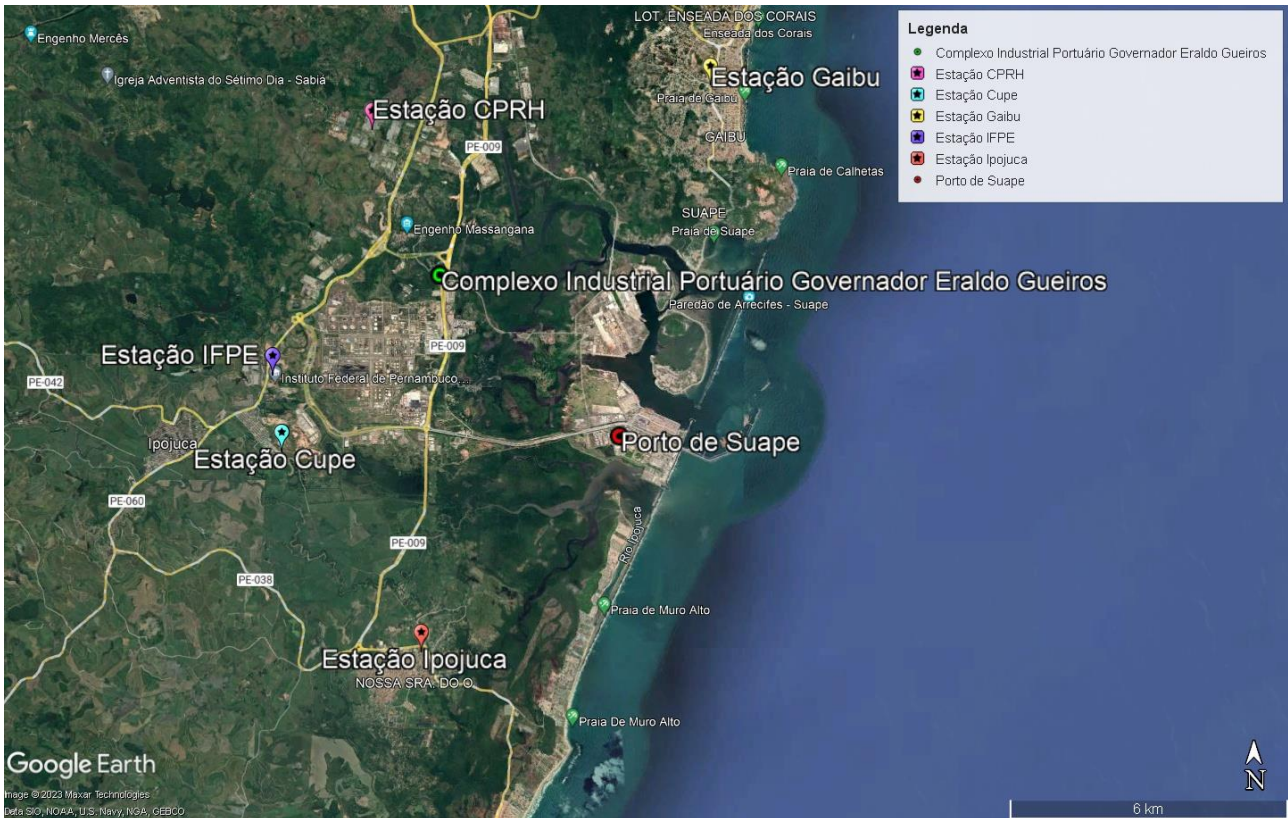 LOT. ENSEADA DOS CORAIS
Enseada dos Corais
Engenho Mercês
Igreja Adventista do Sétimo Dia - Sabiá
Estação Gaibu
Praia de Gaibu
Estação CPRH
GAIBU
PE-009
Praia de Calhetas
SUAPE
Praia de Suape
Engenho Massangana
Complexo Industrial Portuário Governador Eraldo Gueiros
Paredão de Arrecifes - Suape
PE-009
Estação IFPE
Instituto Federal de Pernambuco,...
PE-042
Ipojuca
Estação Cupe
Porto de Suape
PE-060
Rio Ipojuca
PE-009
PE-038
Praia de Muro Alto
Estação Ipojuca
NOSSA SRA. DO O
Praia De Muro Alto
Legenda
Complexo Industrial Portuário Governador Eraldo Gueiros
Estação CPRH
Estação Cupe
Estação Gaibu
Estação IFPE
Estação Ipojuca
Porto de Suape
Google Earth
Image © 2023 Maxar Technologies
Data SIO, NOAA, U.S. Navy, NGA, GEBCO
N
6 km